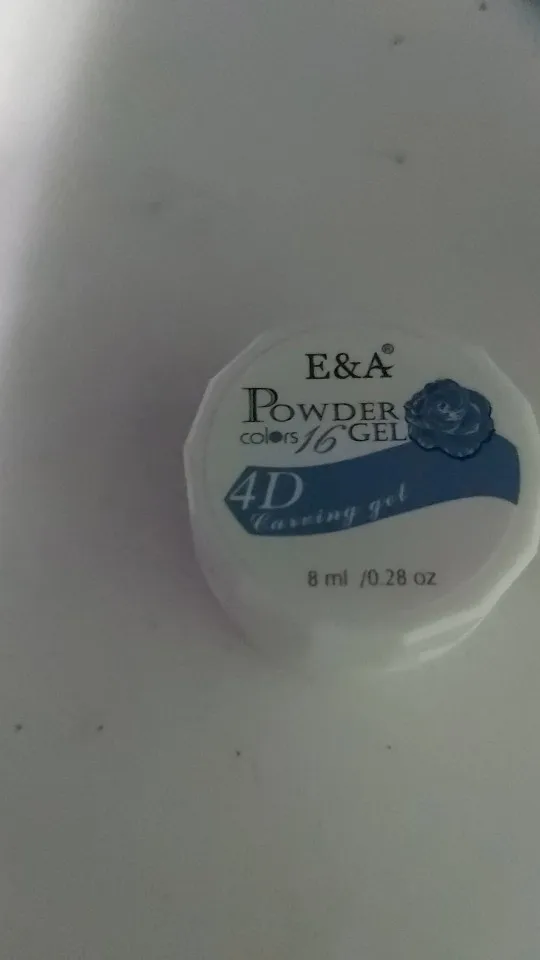 E&A®
POWDER
colors 16 GEL
4D
Carving gel
8 ml /0.28 oz